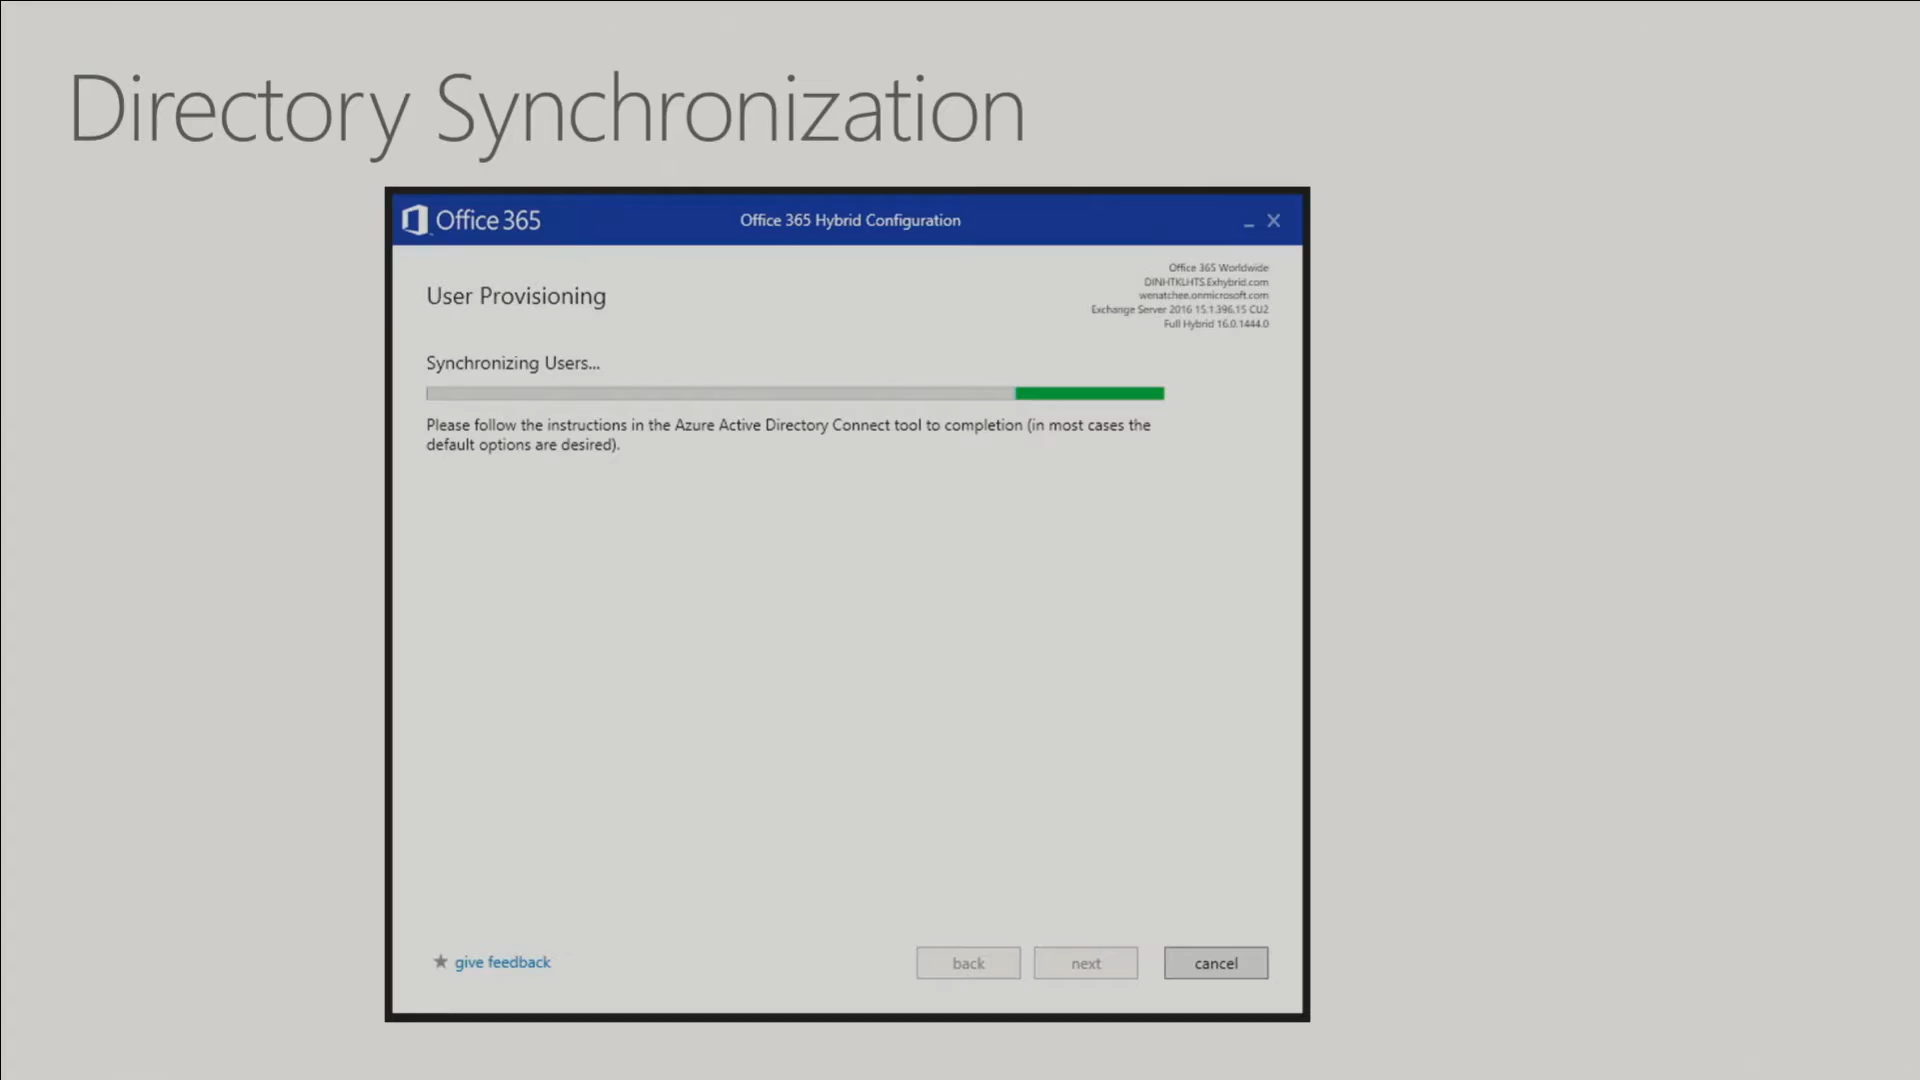 Directory Synchronization
Office 365
Office 365 Hybrid Configuration
Office 365 Worldwide
DINHTKLHTS.Exhybrid.com
wenatchee.onmicrosoft.com
Exchange Server 2016 15.1.396.15 CU2
Full Hybrid 16.0.1444.0
User Provisioning
Synchronizing Users...
Please follow the instructions in the Azure Active Directory Connect tool to completion (in most cases the
default options are desired).
give feedback
back
next
cancel